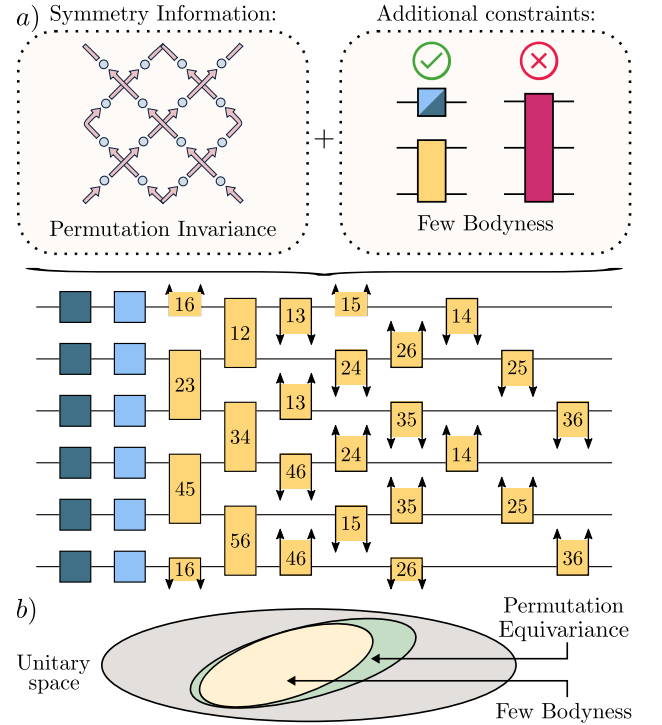 a) Symmetry Information: Additional constraints:
+
Permutation Invariance
Few Bodyness
16 15
13 14
12
26
24 25
23
13
35 36
34
24 14
46
45
35 25
15
56
46 36
16 26
b)
Permutation
Equivariance
Unitary
space
Few Bodyness